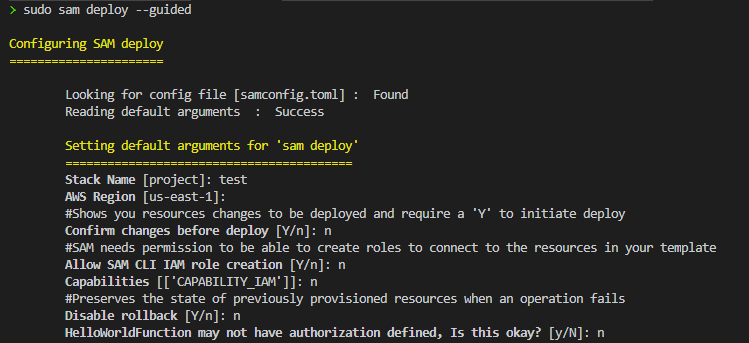 > sudo sam deploy --guided
Configuring SAM deploy
======================
Looking for config file [samconfig.toml] :  Found
Reading default arguments  :  Success
Setting default arguments for 'sam deploy'
=========================================
Stack Name [project]: test
AWS Region [us-east-1]:
#Shows you resources changes to be deployed and require a 'Y' to initiate deploy
Confirm changes before deploy [Y/n]: n
#SAM needs permission to be able to create roles to connect to the resources in your template
Allow SAM CLI IAM role creation [Y/n]: n
Capabilities [['CAPABILITY_IAM']]: n
#Preserves the state of previously provisioned resources when an operation fails
Disable rollback [Y/n]: n
HelloWorldFunction may not have authorization defined, Is this okay? [y/N]: n